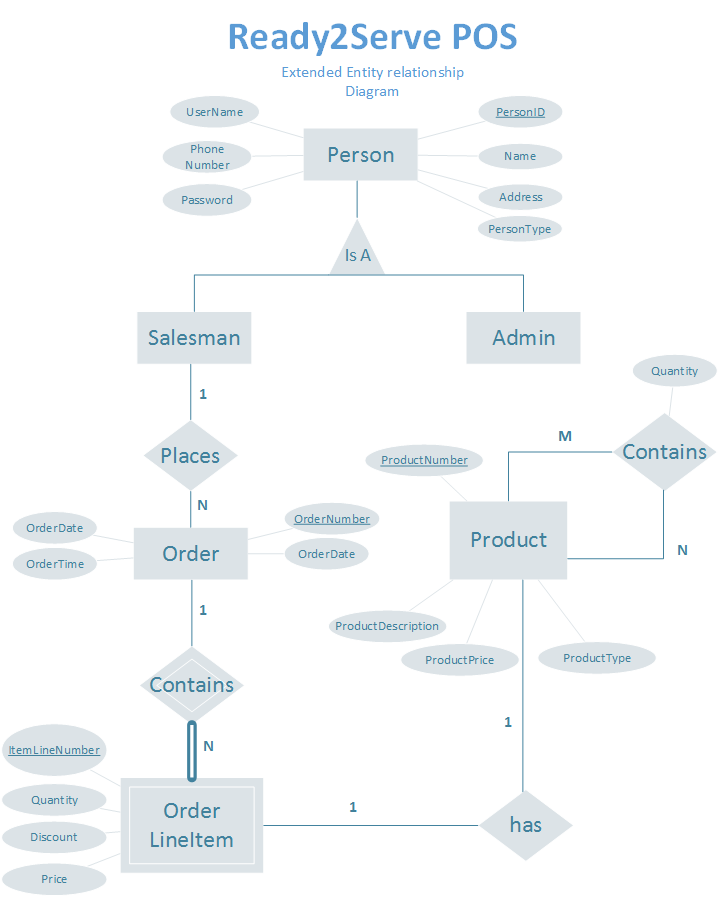 Ready2Serve POS
Extended Entity relationship
Diagram
UserName
PersonID
Phone
Number
Person
Name
Password
Address
PersonType
Is A
Salesman
Admin
Quantity
1
M
Places
Contains
ProductNumber
N
OrderNumber
OrderDate
Order
OrderDate
Product
N
OrderTime
1
ProductDescription
ProductPrice
ProductType
Contains
1
N
ItemLineNumber
Quantity
Order
LineItem
1
has
Discount
Price